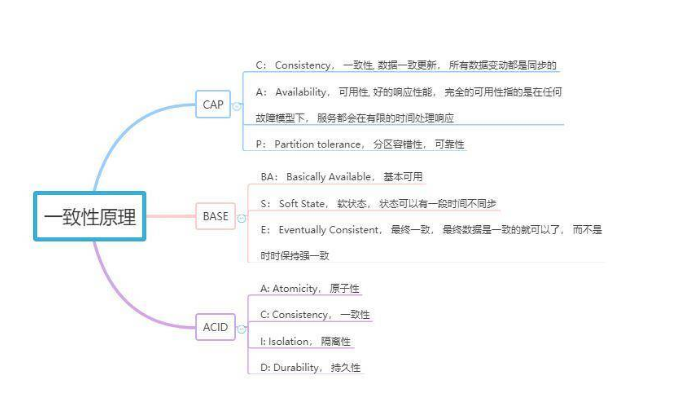 一致性原理
CAP
C： Consistency， 一致性, 数据一致更新， 所有数据变动都是同步的
A： Availability， 可用性, 好的响应性能， 完全的可用性指的是在任何
故障模型下， 服务都会在有限的时间处理响应
P： Partition tolerance， 分区容错性， 可靠性
BASE
BA： Basically Available， 基本可用
S： Soft State， 软状态， 状态可以有一段时间不同步
E： Eventually Consistent， 最终一致， 最终数据是一致的就可以了， 而不是
时时保持强一致
ACID
A: Atomicity， 原子性
C: Consistency， 一致性
I: Isolation， 隔离性
D: Durability， 持久性